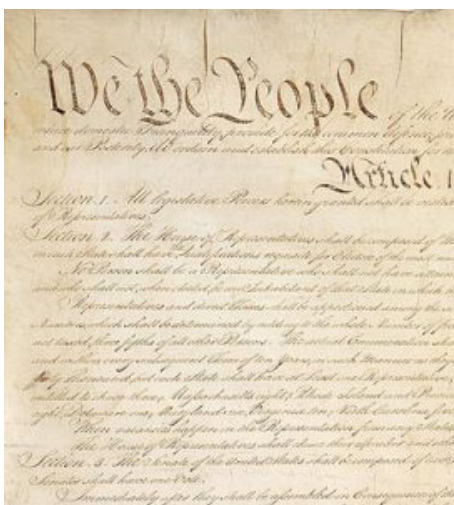 We the People of the
insure domestic Tranquility, provide for the common defence,
and our Posterity, do ordain and establish this Constitution for
Article I
Section. 1. All legislative Powers herein granted shall be vested
of Representatives.
Section. 2. The House of Representatives shall be composed of
in each State shall have the Qualifications requisite for Electors of the most
No Person shall be a Representative who shall not have attained
and who shall not, when elected, be an Inhabitant of that State in which
Representatives and direct Taxes shall be apportioned among the
Numbers, which shall be determined by adding to the whole Number of
not taxed, three fifths of all other Persons. The actual Enumeration
and within every subsequent Term of ten Years, in such Manner as
thirty Thousand, but each State shall have at Least one Representative;
entitled to chuse three, Massachusetts eight, Rhode Island and
eight, Delaware one, Maryland six, Virginia ten, North Carolina
When vacancies happen in the Representation from any State,
The House of Representatives shall chuse their Speaker and other
Section. 3. The Senate of the United States shall be composed of
Senator shall have one Vote.
Immediately after they shall be assembled in Consequence of